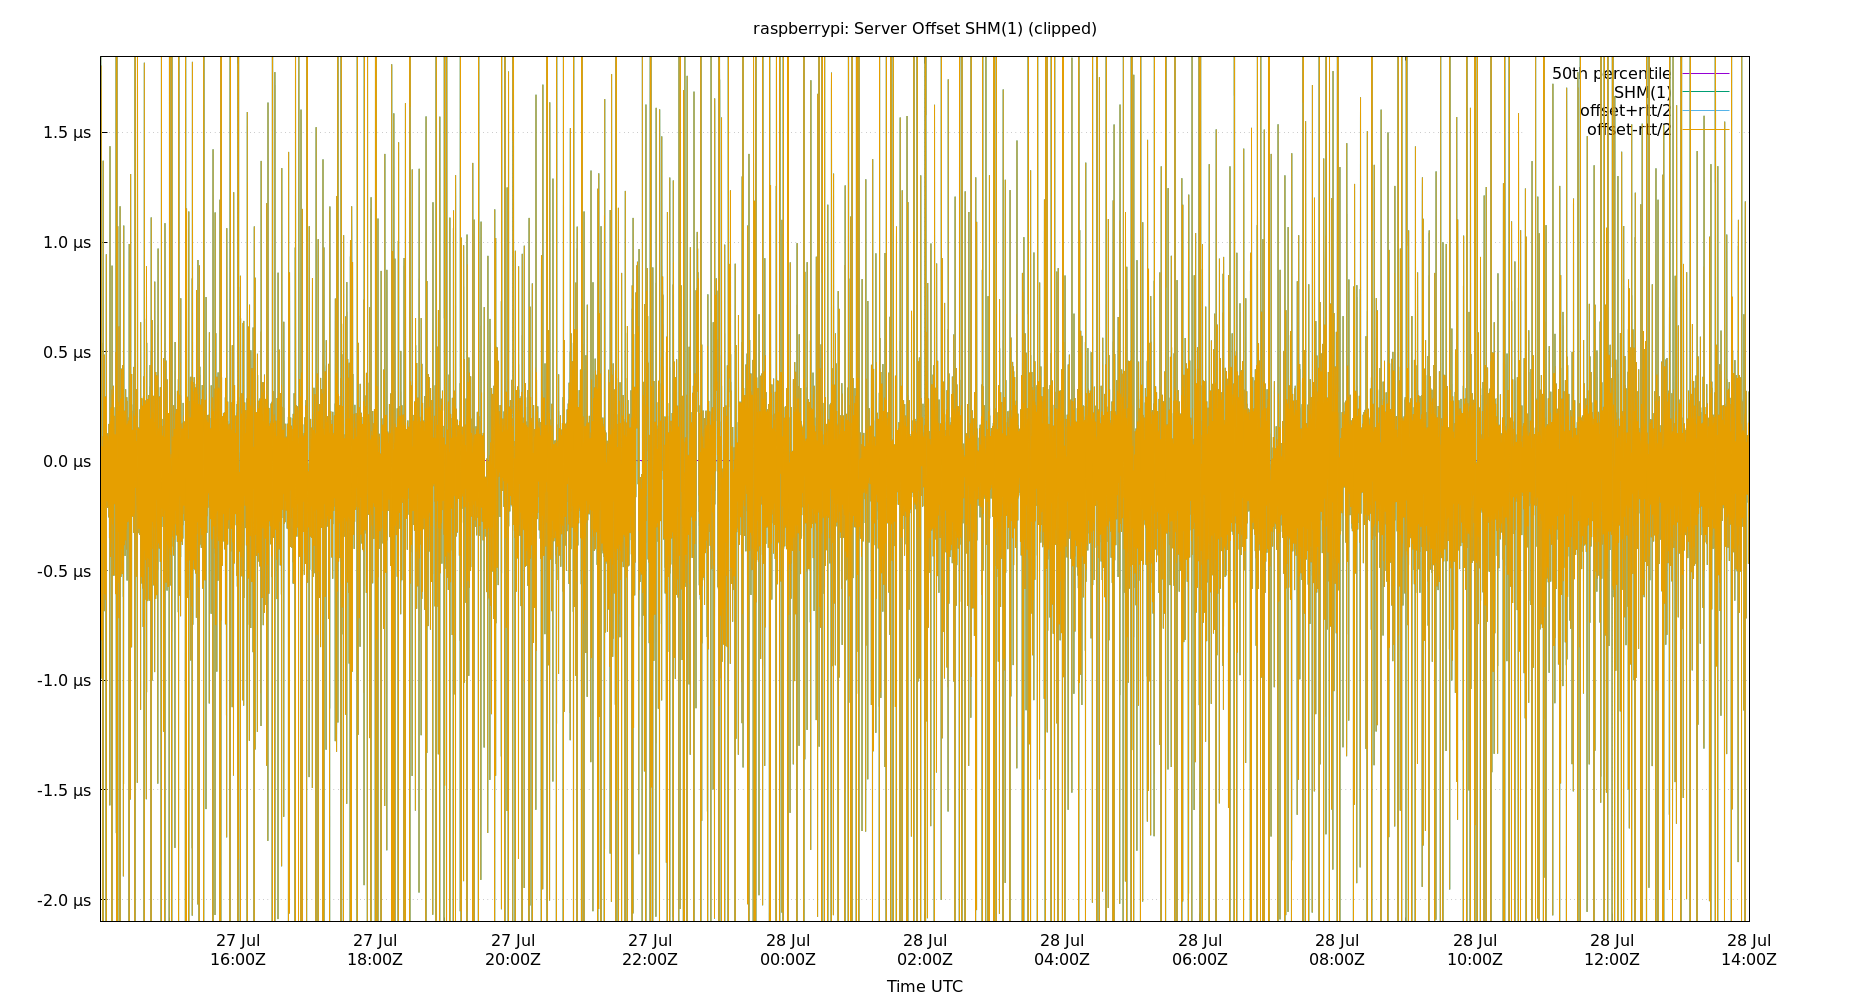 raspberrypi: Server Offset SHM(1) (clipped)
50th percentile
SHM(1)
offset+rtt/2
offset-rtt/2
1.5 µs
1.0 µs
0.5 µs
0.0 µs
-0.5 µs
-1.0 µs
-1.5 µs
-2.0 µs
27 Jul 27 Jul 27 Jul 27 Jul 28 Jul 28 Jul 28 Jul 28 Jul 28 Jul 28 Jul 28 Jul 28 Jul
16:00Z 18:00Z 20:00Z 22:00Z 00:00Z 02:00Z 04:00Z 06:00Z 08:00Z 10:00Z 12:00Z 14:00Z
Time UTC